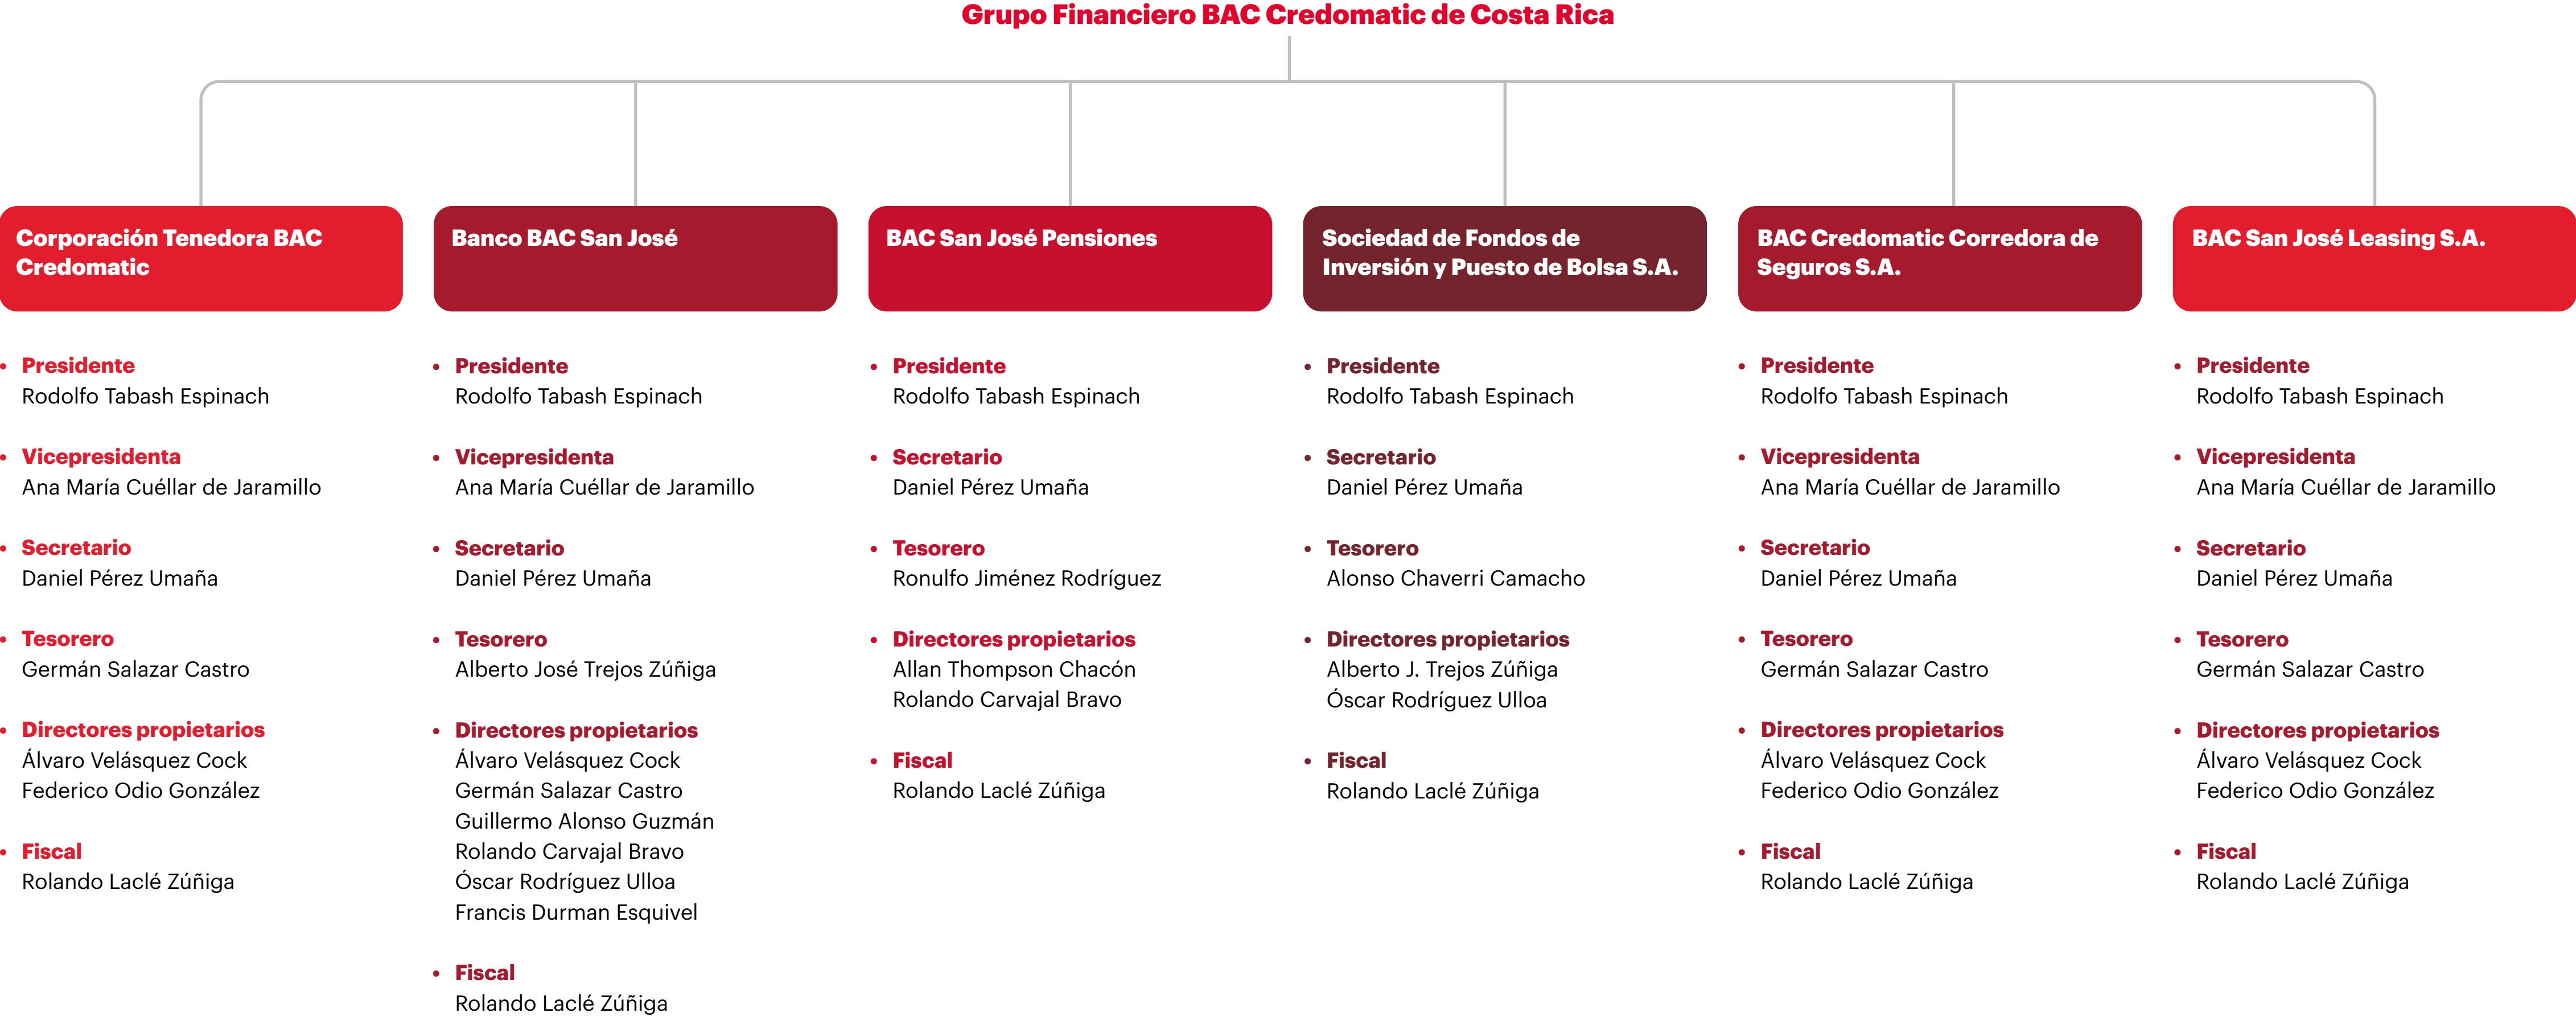 Grupo Financiero BAC Credomatic de Costa Rica
Corporación Tenedora BAC
Credomatic
• Presidente
Rodolfo Tabash Espinach
• Vicepresidenta
Ana María Cuéllar de Jaramillo
• Secretario
Daniel Pérez Umaña
• Tesorero
Germán Salazar Castro
• Directores propietarios
Álvaro Velásquez Cock
Federico Odio González
• Fiscal
Rolando Laclé Zúñiga
Banco BAC San José
• Presidente
Rodolfo Tabash Espinach
• Vicepresidenta
Ana María Cuéllar de Jaramillo
• Secretario
Daniel Pérez Umaña
• Tesorero
Alberto José Trejos Zúñiga
• Directores propietarios
Álvaro Velásquez Cock
Germán Salazar Castro
Guillermo Alonso Guzmán
Rolando Carvajal Bravo
Óscar Rodríguez Ulloa
Francis Durman Esquivel
• Fiscal
Rolando Laclé Zúñiga
BAC San José Pensiones
• Presidente
Rodolfo Tabash Espinach
• Secretario
Daniel Pérez Umaña
• Tesorero
Ronulfo Jiménez Rodríguez
• Directores propietarios
Allan Thompson Chacón
Rolando Carvajal Bravo
• Fiscal
Rolando Laclé Zúñiga
Sociedad de Fondos de
Inversión y Puesto de Bolsa S.A.
• Presidente
Rodolfo Tabash Espinach
• Secretario
Daniel Pérez Umaña
• Tesorero
Alonso Chaverri Camacho
• Directores propietarios
Alberto J. Trejos Zúñiga
Óscar Rodríguez Ulloa
• Fiscal
Rolando Laclé Zúñiga
BAC Credomatic Corredora de
Seguros S.A.
• Presidente
Rodolfo Tabash Espinach
• Vicepresidenta
Ana María Cuéllar de Jaramillo
• Secretario
Daniel Pérez Umaña
• Tesorero
Germán Salazar Castro
• Directores propietarios
Álvaro Velásquez Cock
Federico Odio González
• Fiscal
Rolando Laclé Zúñiga
BAC San José Leasing S.A.
• Presidente
Rodolfo Tabash Espinach
• Vicepresidenta
Ana María Cuéllar de Jaramillo
• Secretario
Daniel Pérez Umaña
• Tesorero
Germán Salazar Castro
• Directores propietarios
Álvaro Velásquez Cock
Federico Odio González
• Fiscal
Rolando Laclé Zúñiga